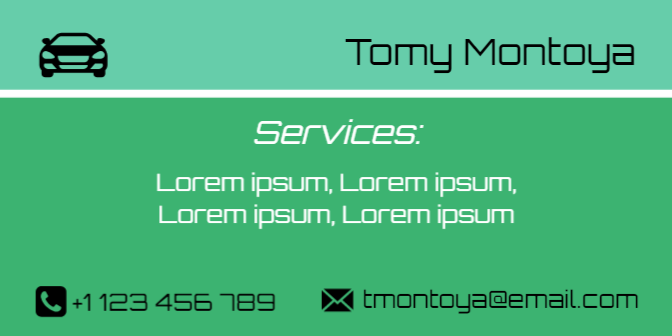 Tomy Montoya
Services:
Lorem ipsum, Lorem ipsum,
Lorem ipsum, Lorem ipsum
+1 123 456 789
tmontoya@email.com